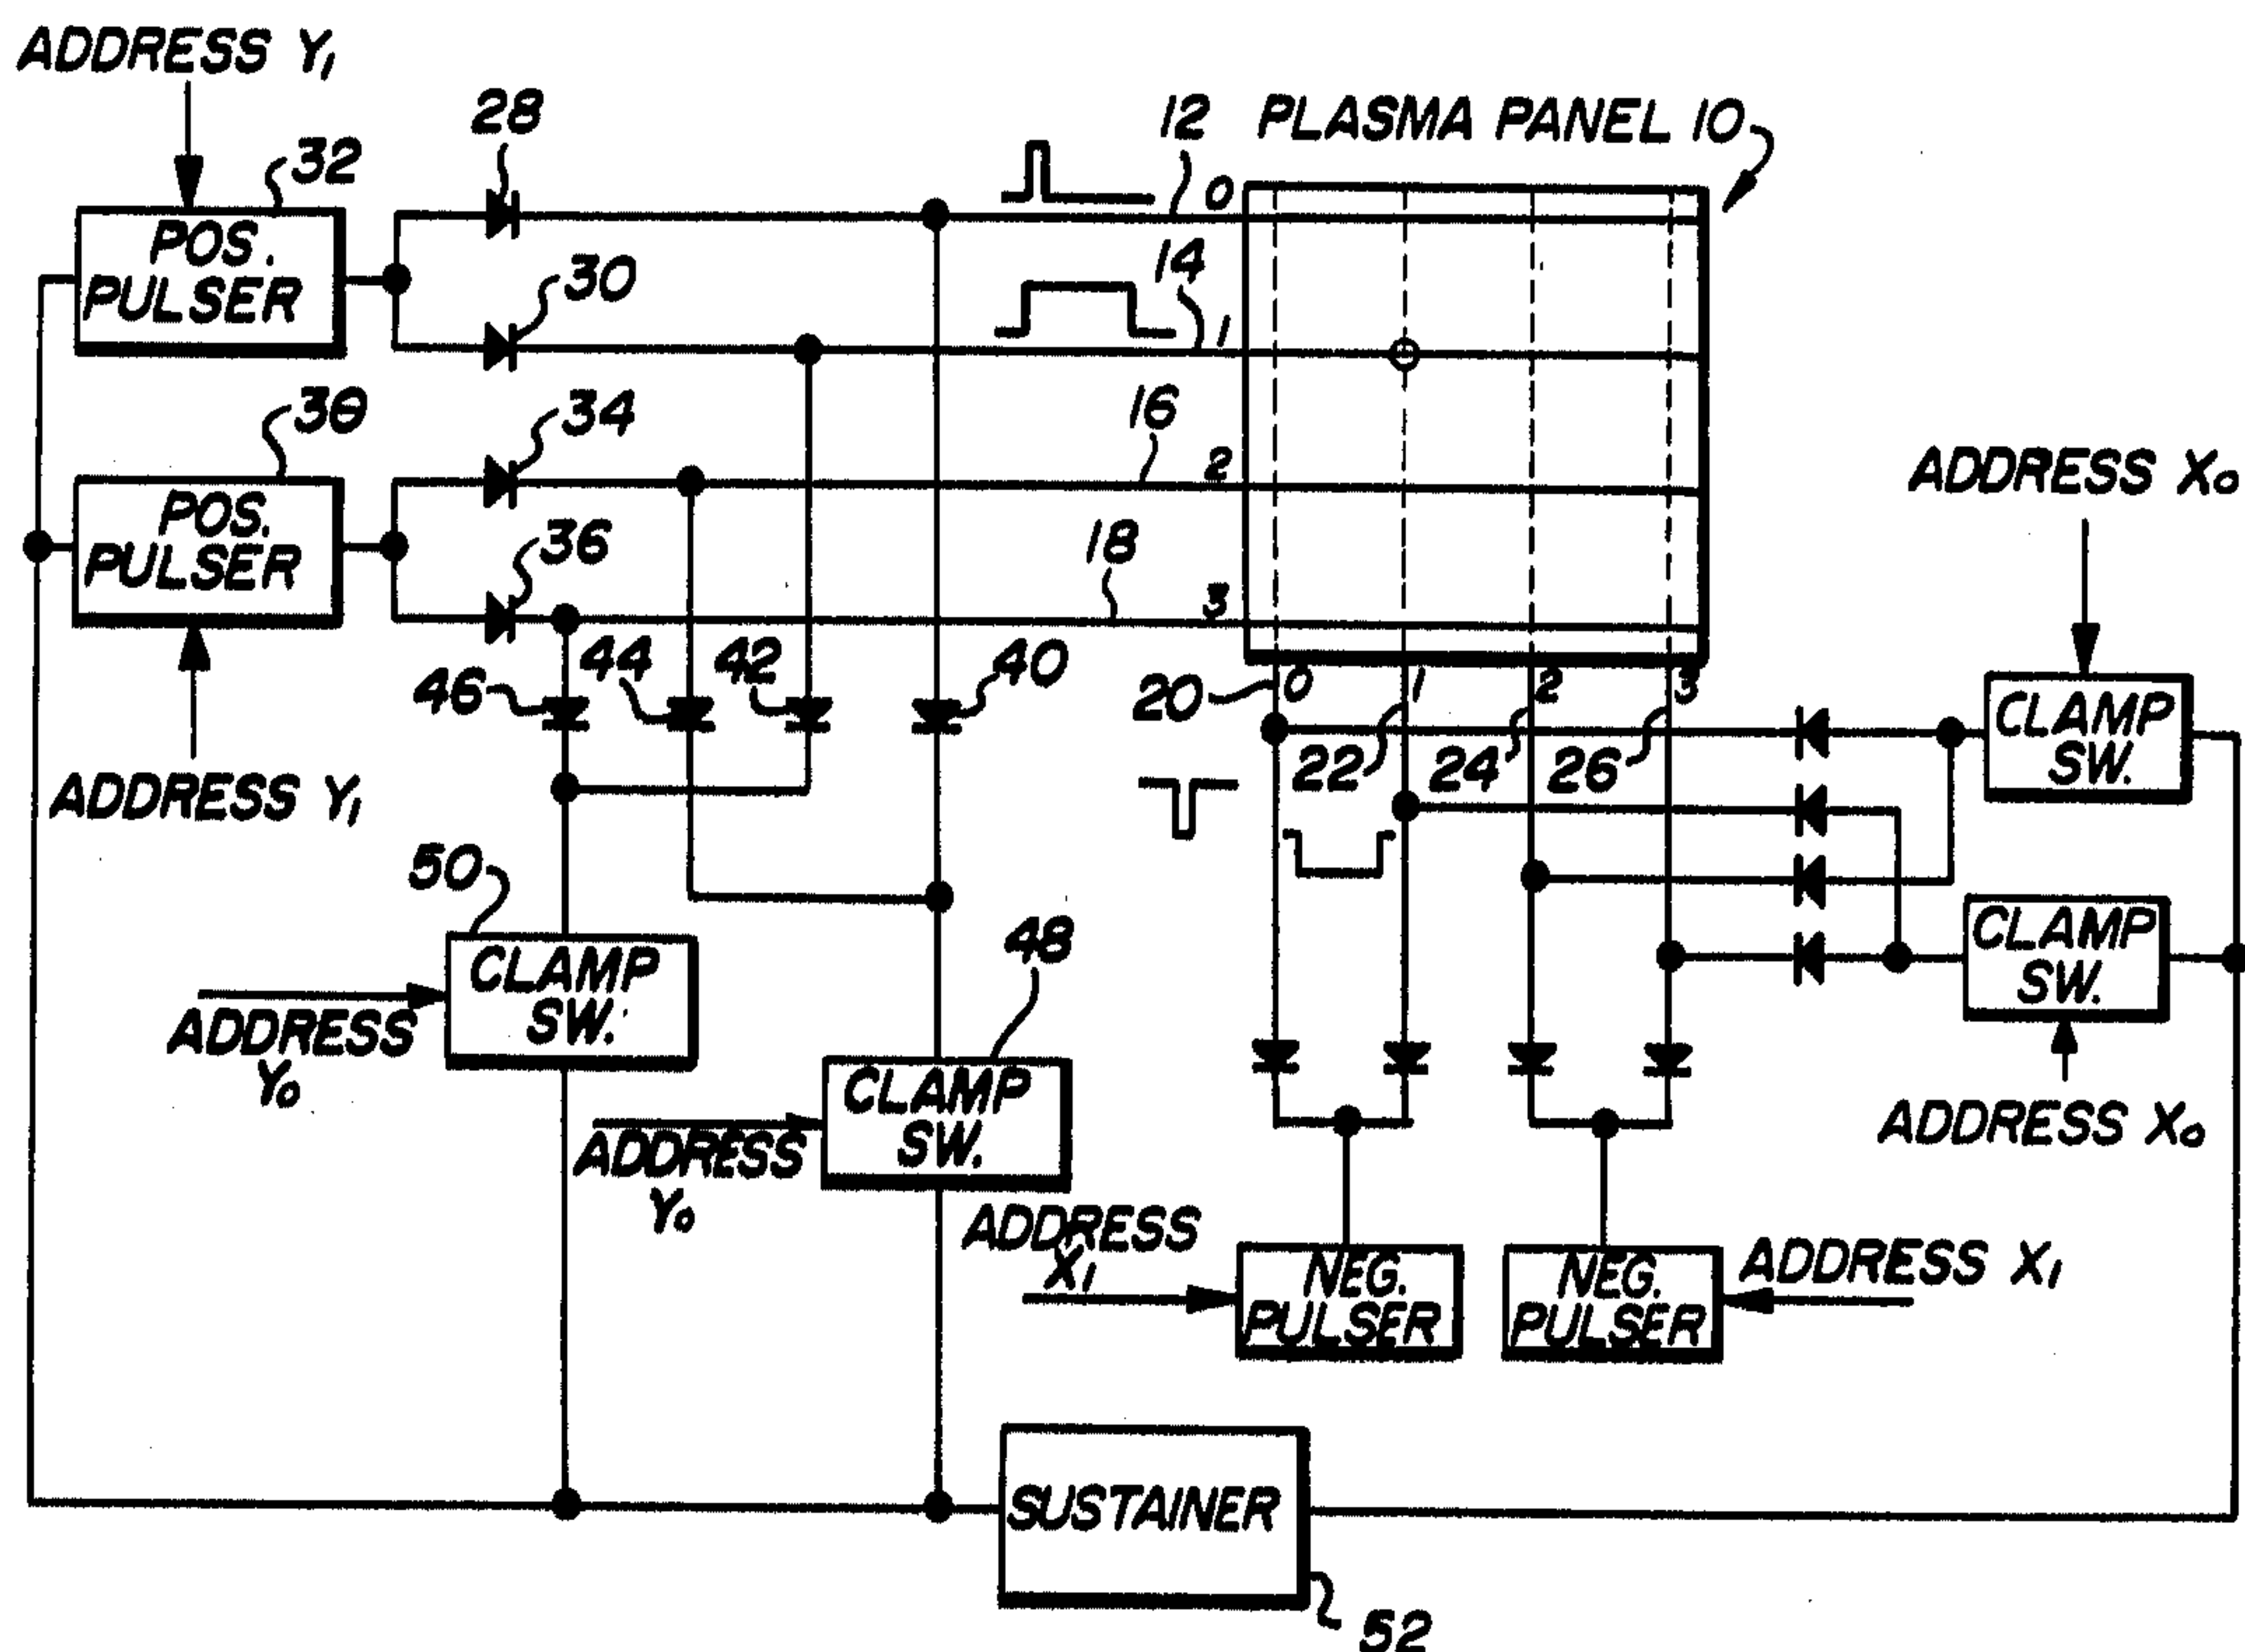 ADDRESS Y1
28
12 PLASMA PANEL 10
32
0
POS.
PULSER
14
30
1
38
34
16
2
ADDRESS X0
POS.
PULSER
36
18
3
46 44 42 40
20 0 1 2 3
CLAMP
SW.
22 24 26
ADDRESS Y1
50
CLAMP
SW.
48
CLAMP
SW.
ADDRESS
Y0
CLAMP
SW.
ADDRESS
Y0
ADDRESS X0
ADDRESS
X1
NEG.
PULSER
NEG.
PULSER
ADDRESS X1
SUSTAINER
52